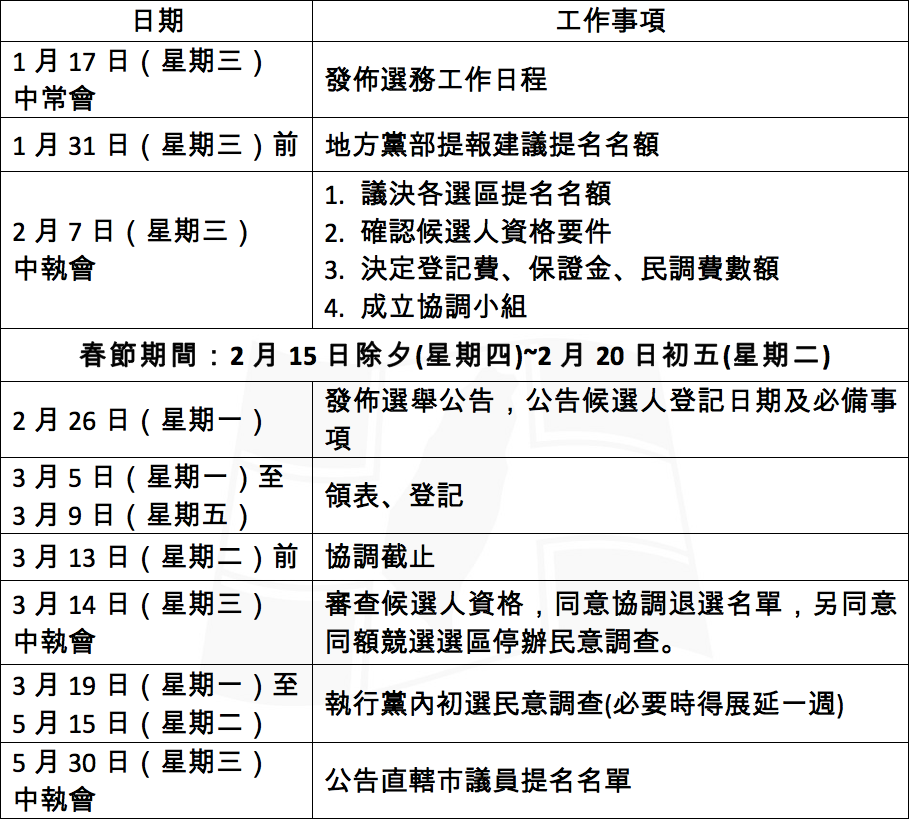 日期
工作事項
1 月 17 日（星期三）
中常會
發佈選務工作日程
1 月 31 日（星期三）前
地方黨部提報建議提名名額
2 月 7 日（星期三）
中執會
1. 議決各選區提名名額
2. 確認候選人資格要件
3. 決定登記費、保證金、民調費數額
4. 成立協調小組
春節期間：2 月 15 日除夕(星期四)~2 月 20 日初五(星期二)
2 月 26 日（星期一）
發佈選舉公告，公告候選人登記日期及必備事
項
3 月 5 日（星期一）至
3 月 9 日（星期五）
領表、登記
3 月 13 日（星期二）前
協調截止
3 月 14 日（星期三）
中執會
審查候選人資格，同意協調退選名單，另同意
同額競選選區停辦民意調查。
3 月 19 日（星期一）至
5 月 15 日（星期二）
執行黨內初選民意調查(必要時得展延一週)
5 月 30 日（星期三）
中執會
公告直轄市議員提名名單